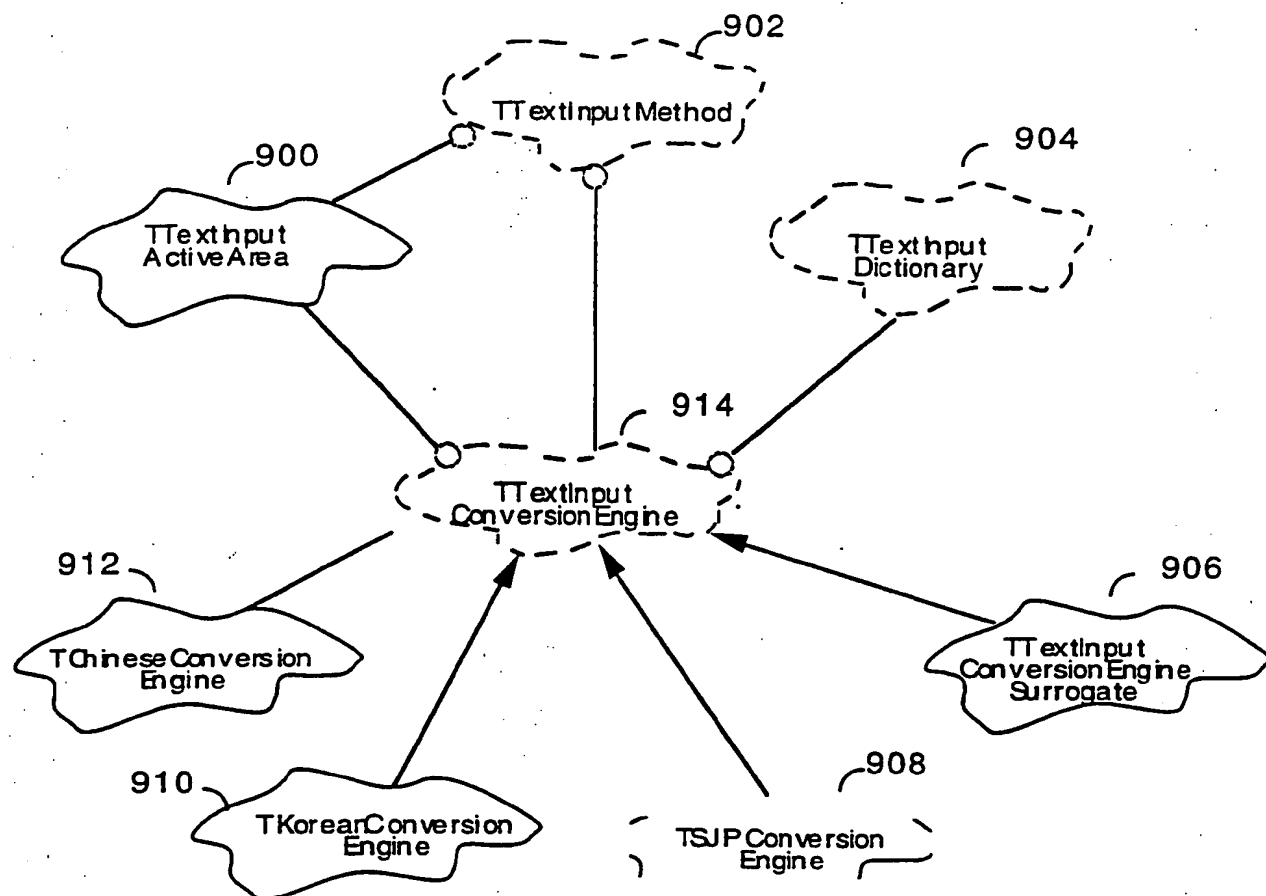 902
TTextInputMethod
900
TTextInput
ActiveArea
904
TTextInput
Dictionary
914
TTextInput
ConversionEngine
912
TChineseConversion
Engine
906
TTextInput
ConversionEngine
Surrogate
910
TKoreanConversion
Engine
908
TSJPConversion
Engine